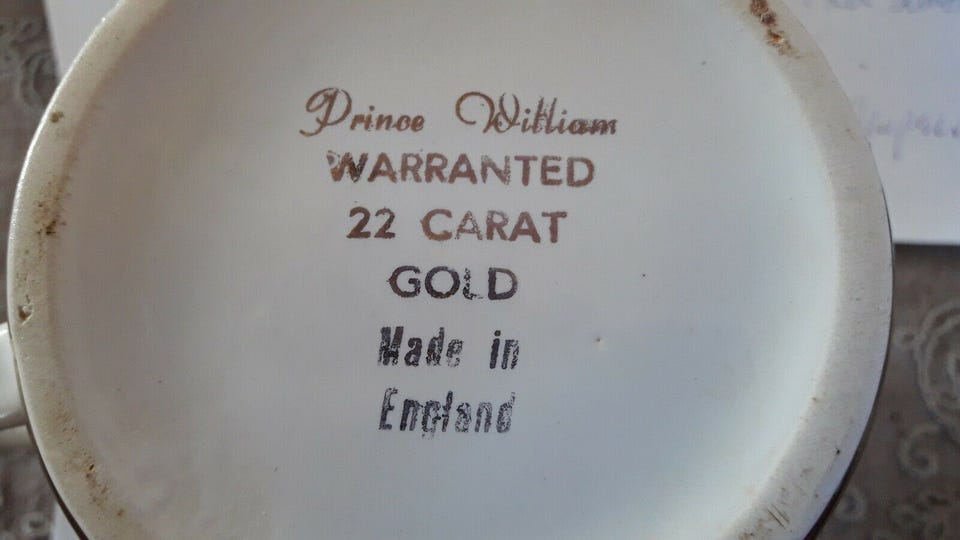 Prince William
WARRANTED
22 CARAT
GOLD
Made in
England